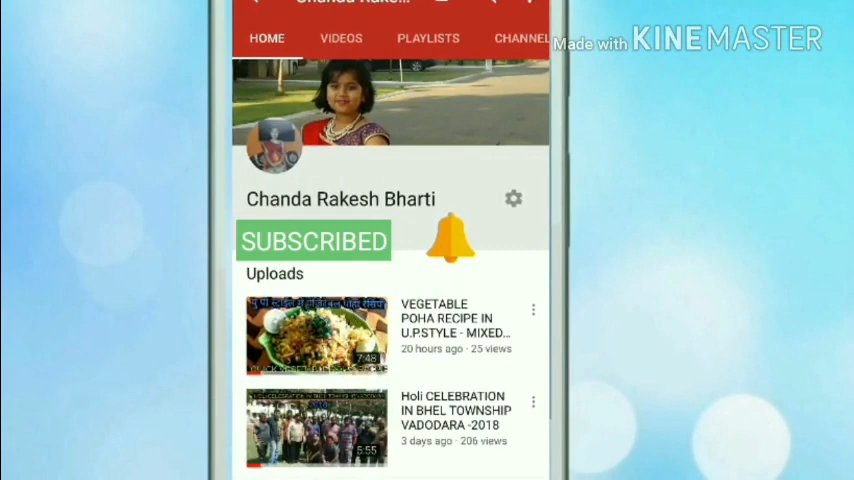 Chanda Rake...
HOME VIDEOS PLAYLISTS CHANNEL
Made with KINEMASTER
Chanda Rakesh Bharti
SUBSCRIBED
Uploads
VEGETABLE
POHA RECIPE IN
U.P.STYLE - MIXED...
20 hours ago · 25 views
7:48
Holi CELEBRATION
IN BHEL TOWNSHIP
VADODARA -2018
3 days ago · 206 views
5:55